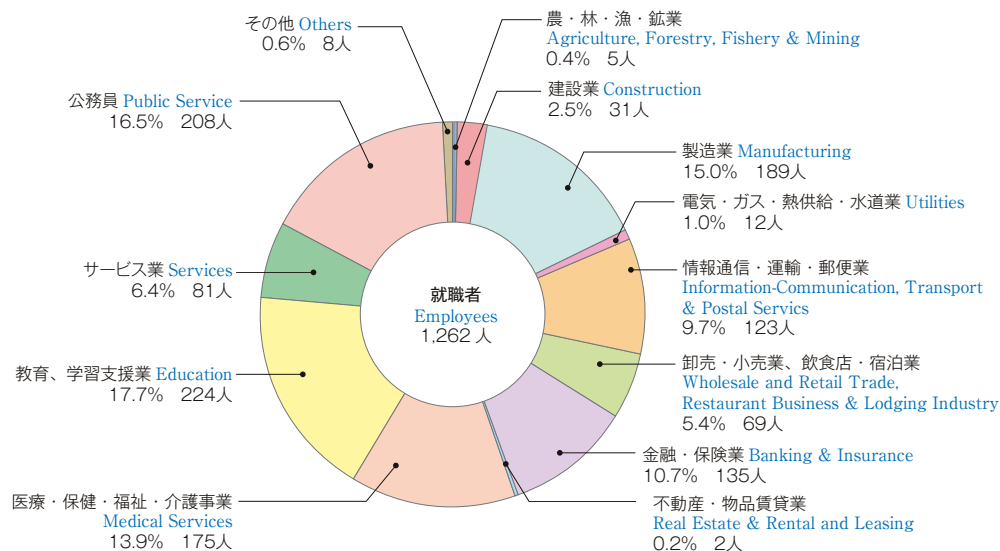 その他 Others
0.6% 8人
農・林・漁・鉱業
Agriculture, Forestry, Fishery & Mining
0.4% 5人
建設業 Construction
2.5% 31人
製造業 Manufacturing
15.0% 189人
電気・ガス・熱供給・水道業 Utilities
1.0% 12人
情報通信・運輸・郵便業
Information-Communication, Transport
& Postal Servics
9.7% 123人
卸売・小売業、飲食店・宿泊業
Wholesale and Retail Trade,
Restaurant Business & Lodging Industry
5.4% 69人
金融・保険業 Banking & Insurance
10.7% 135人
不動産・物品賃貸業
Real Estate & Rental and Leasing
0.2% 2人
医療・保健・福祉・介護事業
Medical Services
13.9% 175人
教育、学習支援業 Education
17.7% 224人
サービス業 Services
6.4% 81人
公務員 Public Service
16.5% 208人
就職者
Employees
1,262 人